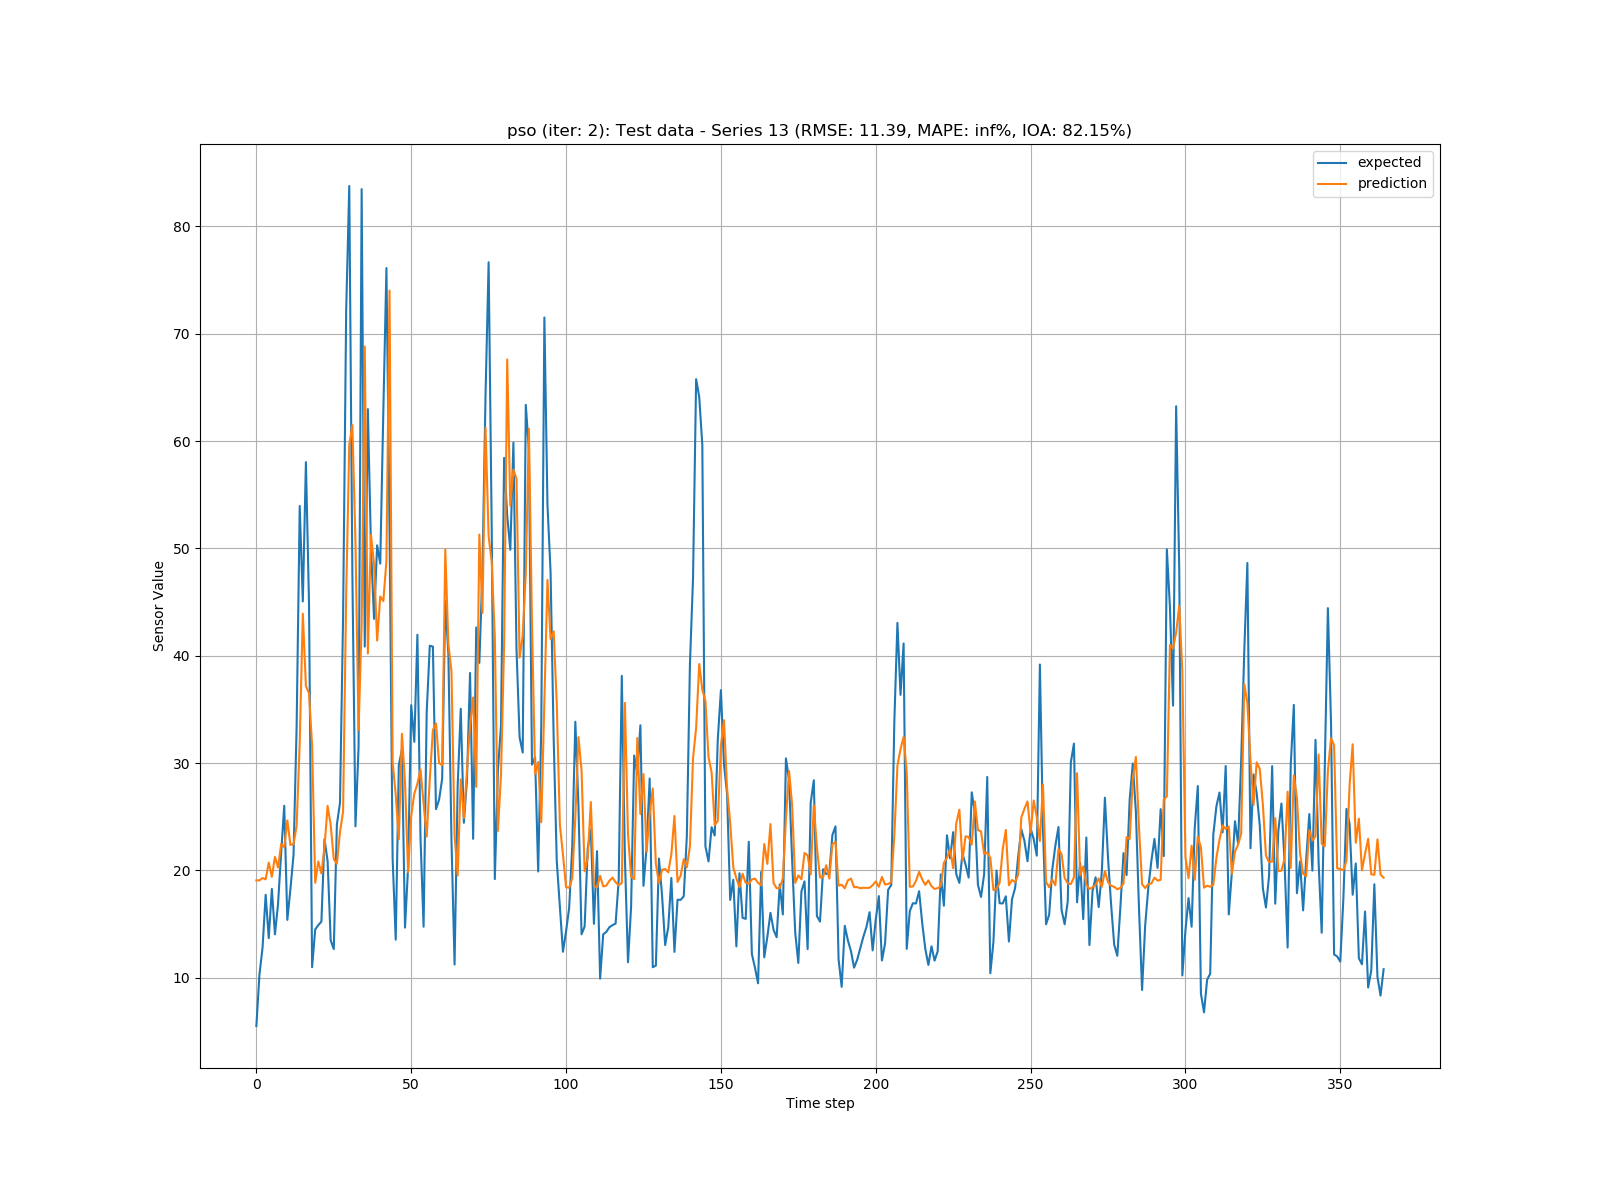 pso (iter: 2): Test data - Series 13 (RMSE: 11.39, MAPE: inf%, IOA: 82.15%)
expected
prediction
80
70
60
50
40
30
20
10
Sensor Value
0 50 100 150 200 250 300 350
Time step